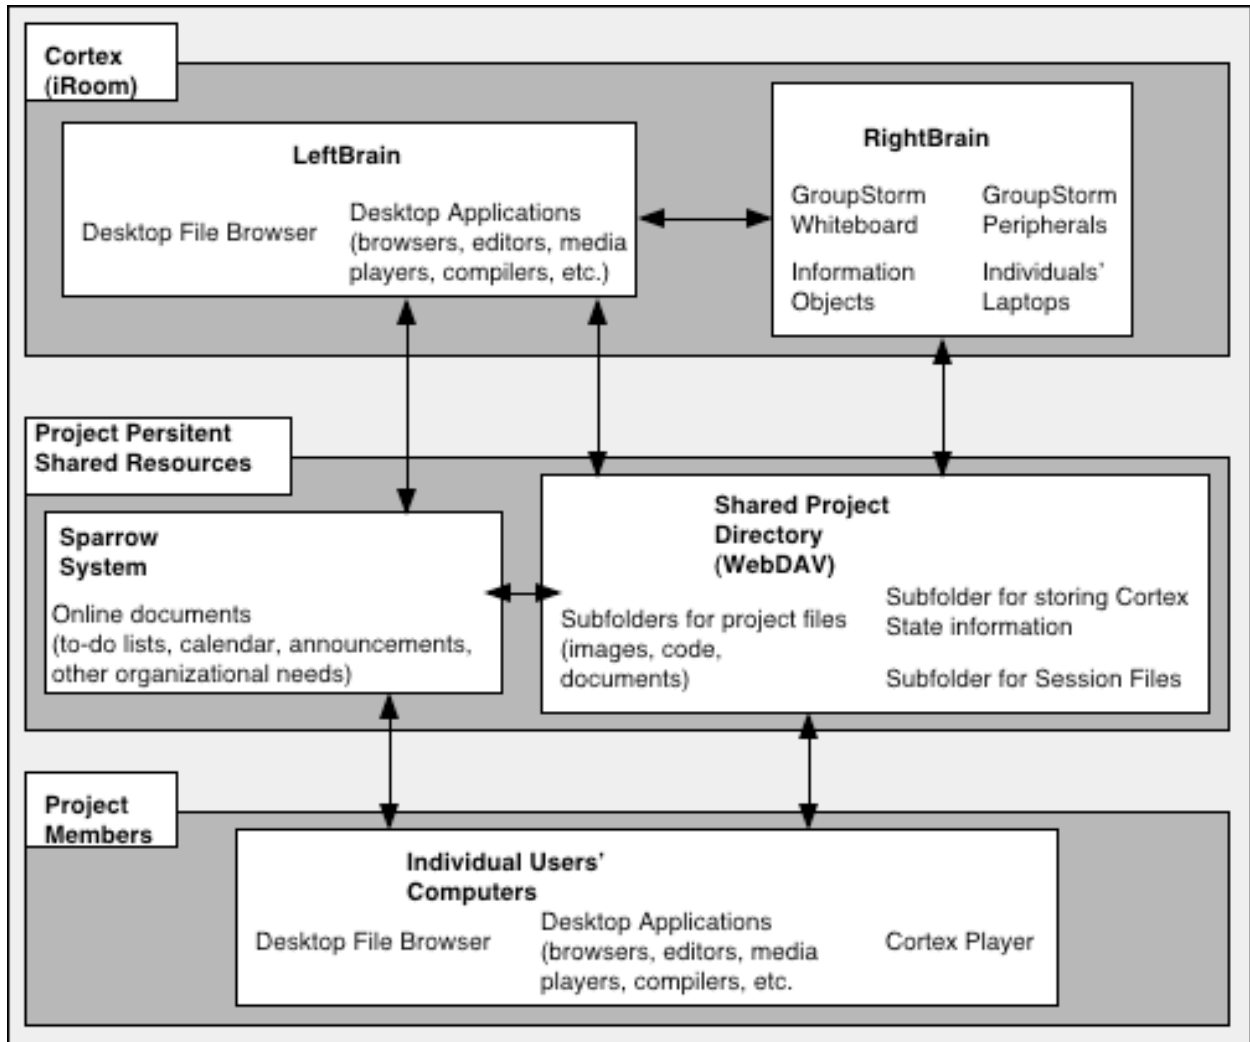 Cortex
(iRoom)
LeftBrain
Desktop File Browser
Desktop Applications
(browsers, editors, media
players, compilers, etc.)
RightBrain
GroupStorm
Whiteboard
GroupStorm
Peripherals
Information
Objects
Individuals’
Laptops
Project Persitent
Shared Resources
Sparrow
System
Online documents
(to-do lists, calendar, announcements,
other organizational needs)
Shared Project
Directory
(WebDAV)
Subfolders for project files
(images, code,
documents)
Subfolder for storing Cortex
State information
Subfolder for Session Files
Project
Members
Individual Users’
Computers
Desktop File Browser
Desktop Applications
(browsers, editors, media
players, compilers, etc.
Cortex Player